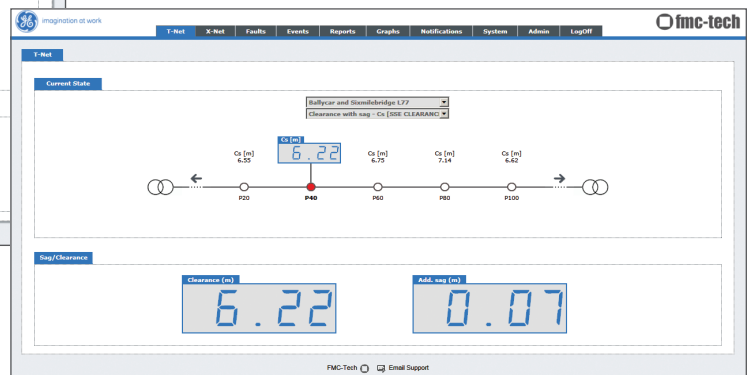 imagination at work
fmc-tech
T-Net X-Net Faults Events Reports Graphs Notifications System Admin LogOff
T-Net
Current State
Ballycar and Sixmilebridge L77
Clearance with sag - Cs [SSE CLEARANC
Cs [m] Cs [m] Cs [m] Cs [m] Cs [m]
6.55 6.22 6.75 7.14 6.62
P20 P40 P60 P80 P100
Sag/Clearance
Clearance (m) Add. sag (m)
6.22 0.07
FMC-Tech Email Support